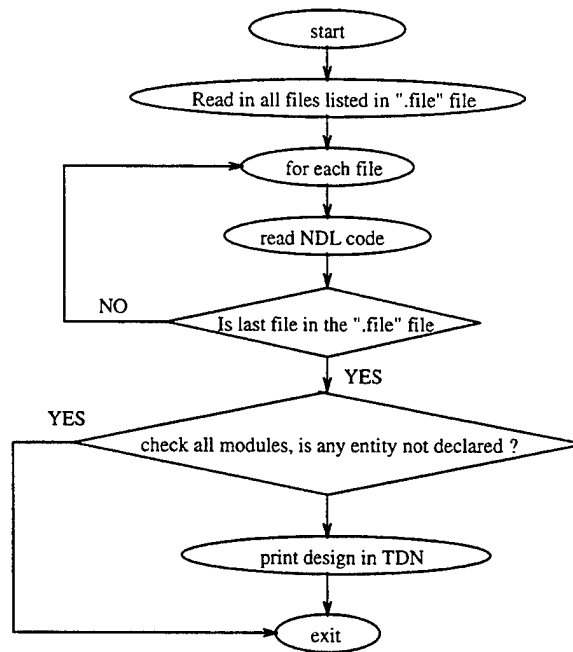 start
Read in all files listed in ".file" file
for each file
read NDL code
NO
Is last file in the ".file" file
YES
YES
check all modules, is any entity not declared ?
print design in TDN
exit